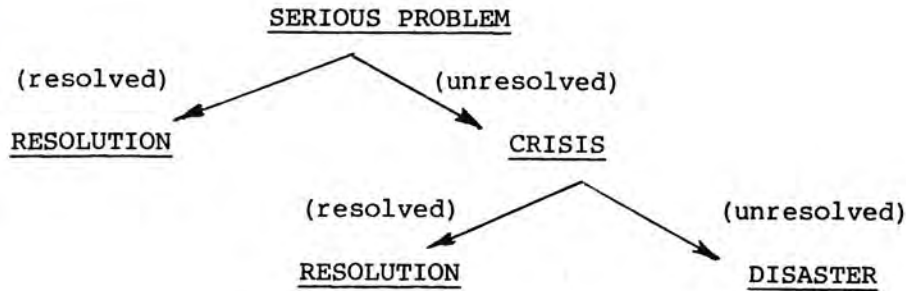 SERIOUS PROBLEM
(resolved)
(unresolved)
RESOLUTION
CRISIS
(resolved)
(unresolved)
RESOLUTION
DISASTER